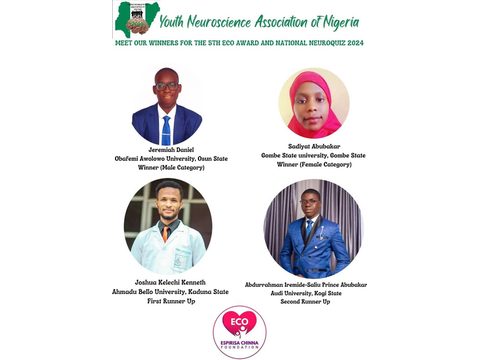 Youth Neuroscience Association of Nigeria
MEET OUR WINNERS FOR THE 5TH ECO AWARD AND NATIONAL NEUROQUIZ 2024
Jeremiah Daniel
Obafemi Awolowo University, Osun State
Winner (Male Category)
Sadiyat Abubakar
Gombe State university, Gombe State
Winner (Female Category)
Joshua Kelechi Kenneth
Ahmadu Bello University, Kaduna State
First Runner Up
Abdurrahman Iremide-Saliu Prince Abubakar
Audi University, Kogi State
Second Runner Up
ECO
ESPIRISA CHINNA
FOUNDATION